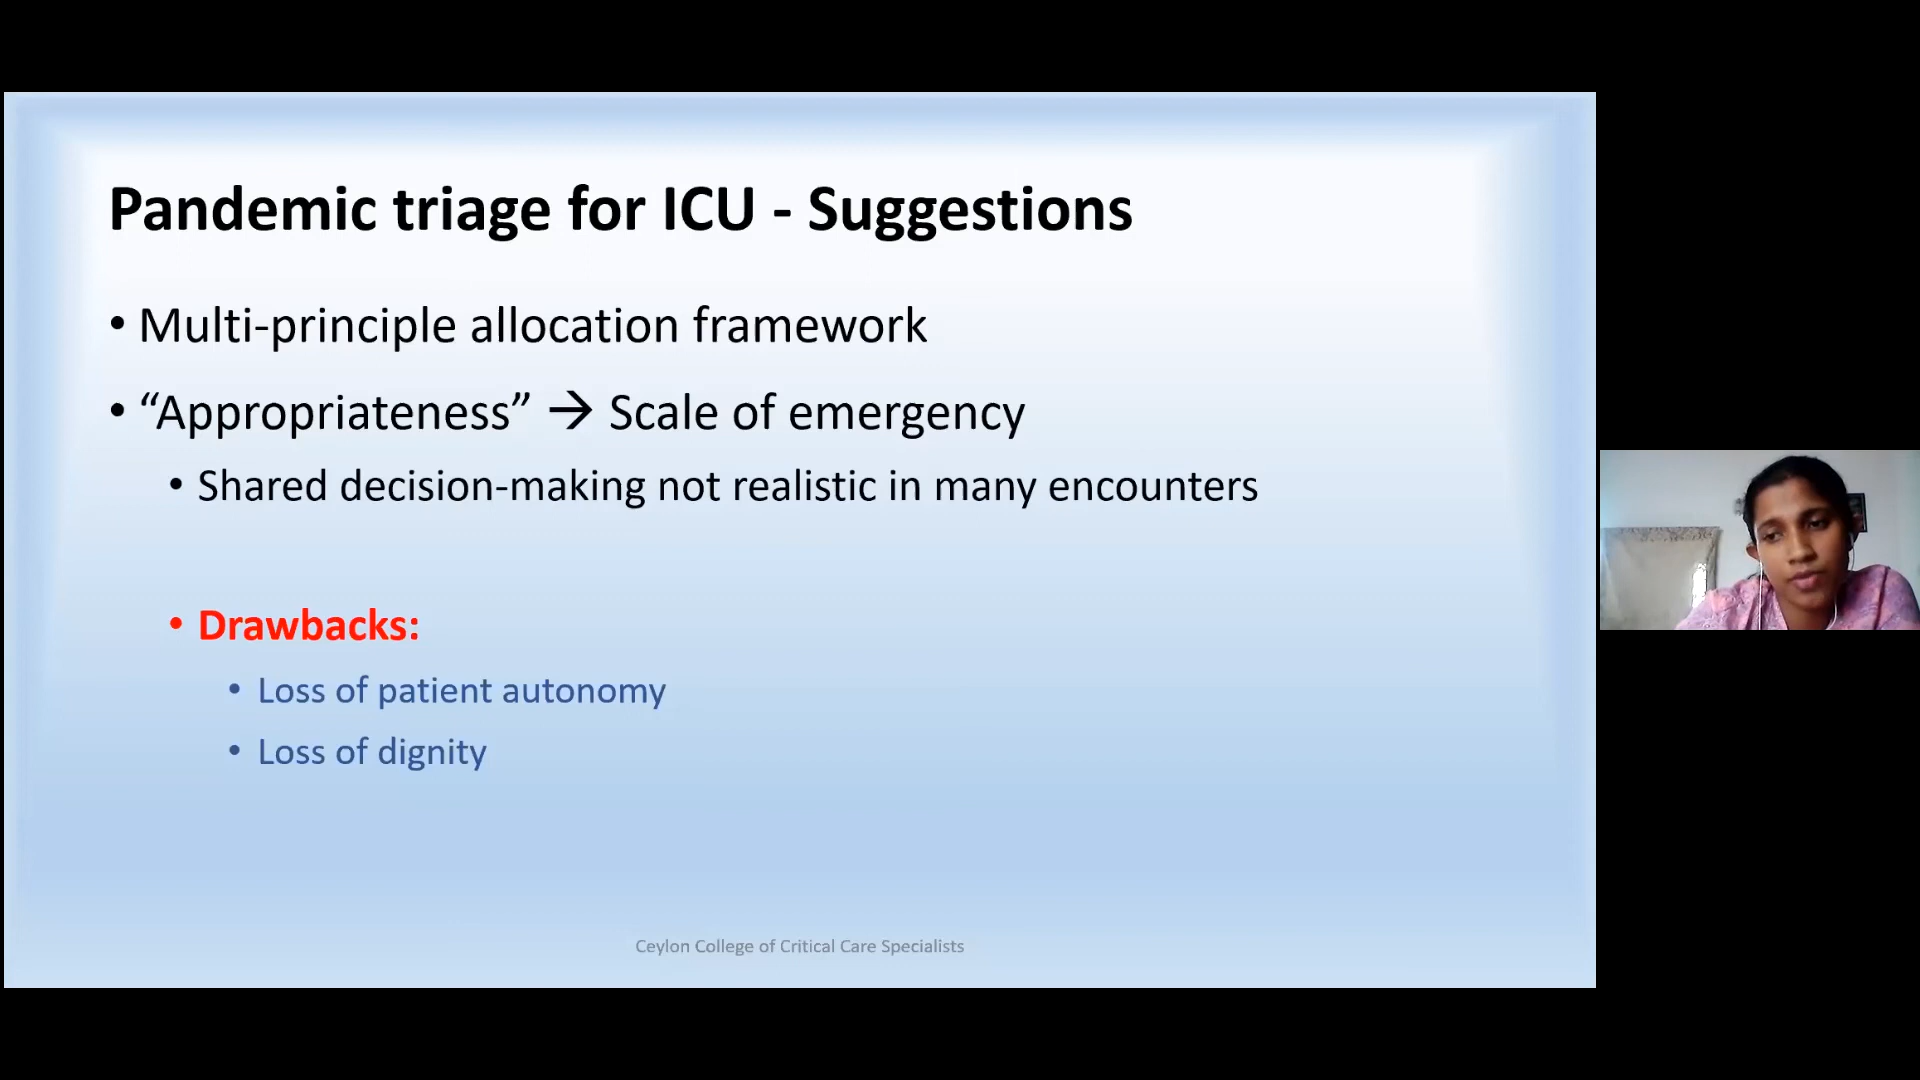 Pandemic triage for ICU - Suggestions
• Multi-principle allocation framework
• “Appropriateness” → Scale of emergency
• Shared decision-making not realistic in many encounters
• Drawbacks:
• Loss of patient autonomy
• Loss of dignity
Ceylon College of Critical Care Specialists